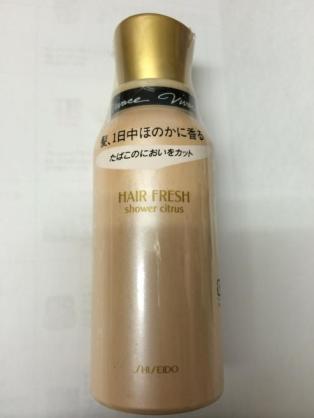 髪、1日中ほのかに香る
たばこのにおいをカット
HAIR FRESH
shower citrus
SHISEIDO